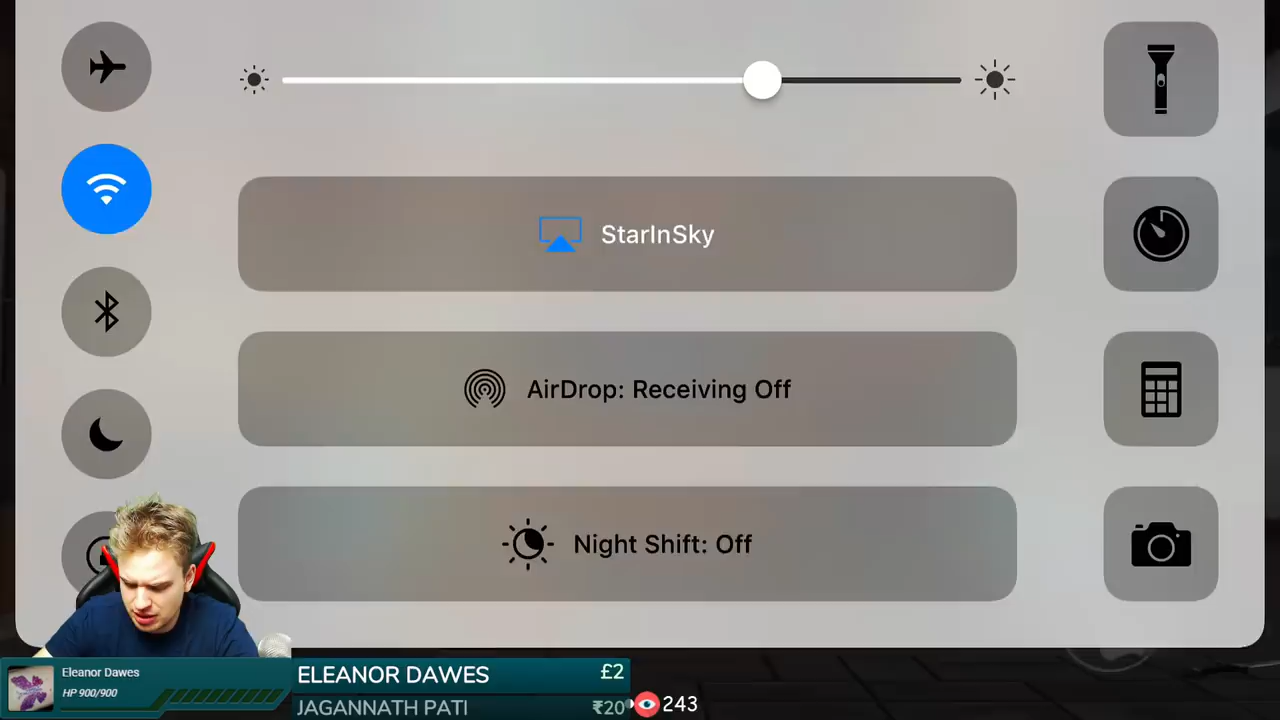 StarInSky
AirDrop: Receiving Off
Night Shift: Off
Eleanor Dawes
HP 900/900
ELEANOR DAWES £2
JAGANNATH PATI ₹20
243